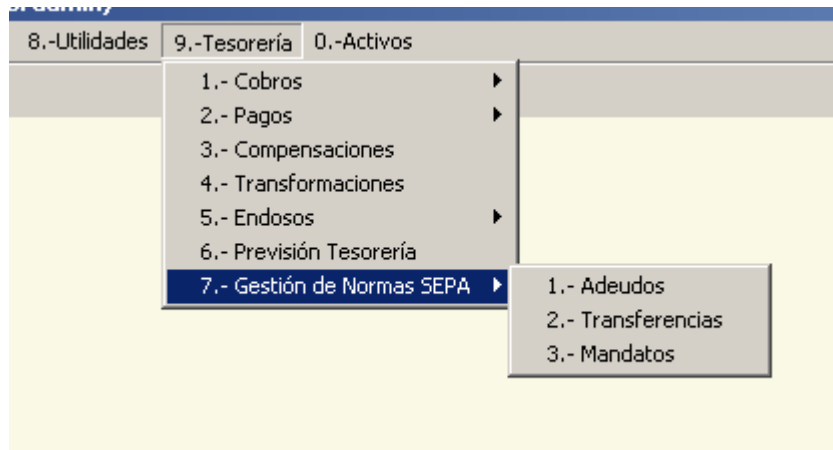 8.-Utilidades 9.-Tesorería 0.-Activos
1.- Cobros
2.- Pagos
3.- Compensaciones
4.- Transformaciones
5.- Endosos
6.- Previsión Tesorería
7.- Gestión de Normas SEPA
1.- Adeudos
2.- Transferencias
3.- Mandatos